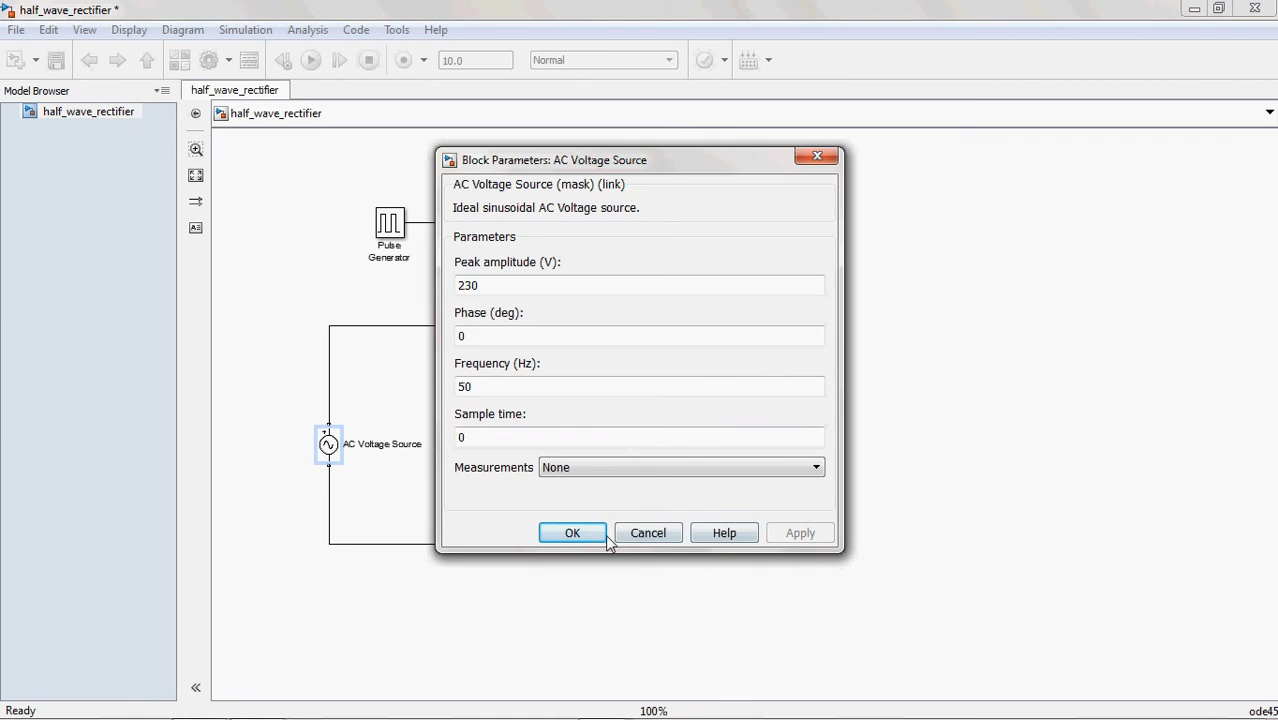 half_wave_rectifier *
File Edit View Display Diagram Simulation Analysis Code Tools Help
10.0 Normal
Model Browser
half_wave_rectifier
half_wave_rectifier
half_wave_rectifier
Block Parameters: AC Voltage Source
AC Voltage Source (mask) (link)
Ideal sinusoidal AC Voltage source.
Parameters
Peak amplitude (V):
230
Phase (deg):
0
Frequency (Hz):
50
Sample time:
0
Measurements None
OK Cancel Help Apply
Pulse
Generator
AC Voltage Source
Ready 100% ode45